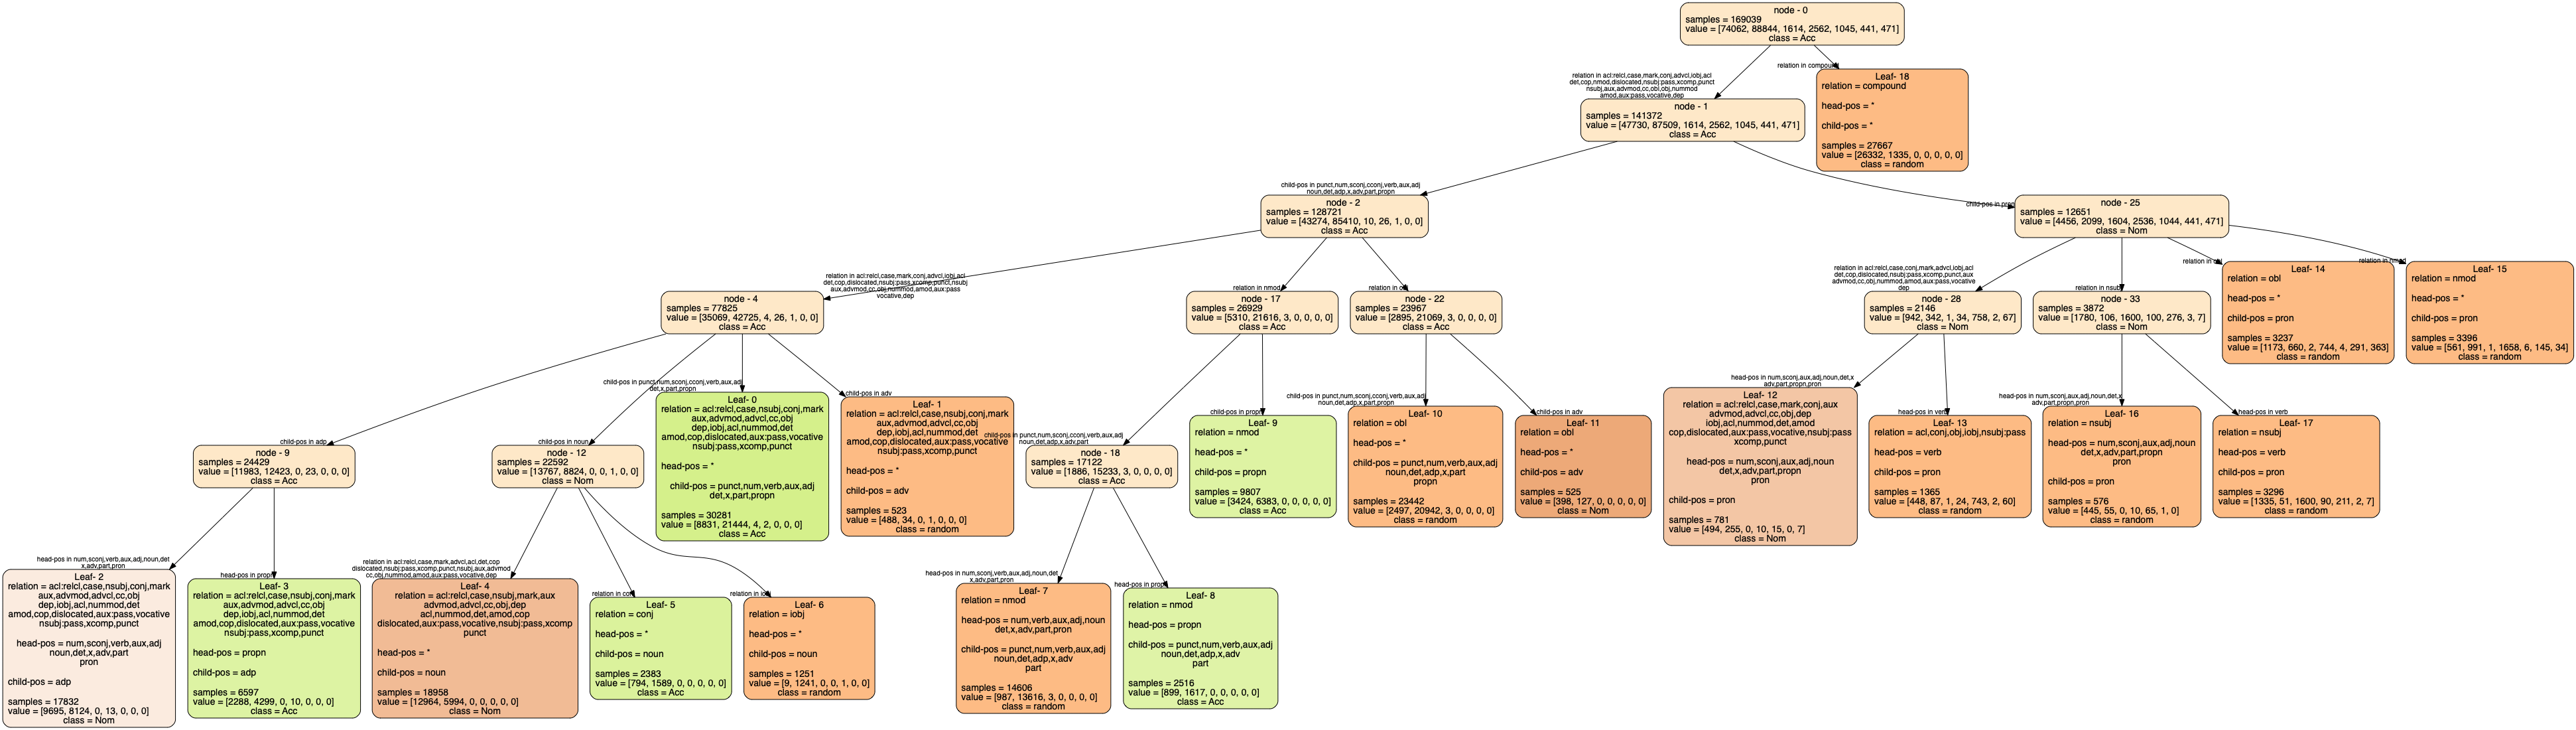 node - 0
samples = 169039
value = [74062, 88844, 1614, 2562, 1045, 441, 471]
class = Acc
relation in acl:relcl,case,mark,conj,advcl,iobj,acl
det,cop,nmod,dislocated,nsubj:pass,xcomp,punct
nsubj,aux,advmod,cc,obl,obj,nummod
amod,aux:pass,vocative,dep
relation in compound
Leaf- 18
relation = compound
head-pos = *
child-pos = *
samples = 27667
value = [26332, 1335, 0, 0, 0, 0, 0]
class = random
node - 1
samples = 141372
value = [47730, 87509, 1614, 2562, 1045, 441, 471]
class = Acc
child-pos in punct,num,sconj,cconj,verb,aux,adj
noun,det,adp,x,adv,part,propn
node - 2
samples = 128721
value = [43274, 85410, 10, 26, 1, 0, 0]
class = Acc
child-pos in pron
node - 25
samples = 12651
value = [4456, 2099, 1604, 2536, 1044, 441, 471]
class = Nom
relation in acl:relcl,case,mark,conj,advcl,iobj,acl
det,cop,dislocated,nsubj:pass,xcomp,punct,nsubj
aux,advmod,cc,obj,nummod,amod,aux:pass
vocative,dep
node - 4
samples = 77825
value = [35069, 42725, 4, 26, 1, 0, 0]
class = Acc
relation in nmod
node - 17
samples = 26929
value = [5310, 21616, 3, 0, 0, 0, 0]
class = Acc
relation in
node - 22
samples = 23967
value = [2895, 21069, 3, 0, 0, 0, 0]
class = Acc
relation in acl:relcl,case,conj,mark,advcl,iobj,acl
det,cop,dislocated,nsubj:pass,xcomp,punct,aux
advmod,cc,obj,nummod,amod,aux:pass,vocative
dep
node - 28
samples = 2146
value = [942, 342, 1, 34, 758, 2, 67]
class = Nom
relation in nsubj
node - 33
samples = 3872
value = [1780, 106, 1600, 100, 276, 3, 7]
class = Nom
relation in
Leaf- 14
relation = obl
head-pos = *
child-pos = pron
samples = 3237
value = [1173, 660, 2, 744, 4, 291, 363]
class = random
relation in nmod
Leaf- 15
relation = nmod
head-pos = *
child-pos = pron
samples = 3396
value = [561, 991, 1, 1658, 6, 145, 34]
class = random
child-pos in adp
node - 9
samples = 24429
value = [11983, 12423, 0, 23, 0, 0, 0]
class = Acc
child-pos in noun
node - 12
samples = 22592
value = [13767, 8824, 0, 0, 1, 0, 0]
class = Nom
child-pos in punct,num,sconj,cconj,verb,aux,adj
det,x,part,propn
Leaf- 0
relation = acl:relcl,case,nsubj,conj,mark
aux,advmod,advcl,cc,obj
dep,iobj,acl,nummod,det
amod,cop,dislocated,aux:pass,vocative
nsubj:pass,xcomp,punct
head-pos = *
child-pos = punct,num,verb,aux,adj
det,x,part,propn
samples = 30281
value = [8831, 21444, 4, 2, 0, 0, 0]
class = Acc
child-pos in adv
Leaf- 1
relation = acl:relcl,case,nsubj,conj,mark
aux,advmod,advcl,cc,obj
dep,iobj,acl,nummod,det
amod,cop,dislocated,aux:pass,vocative
nsubj:pass,xcomp,punct
head-pos = *
child-pos = adv
samples = 523
value = [488, 34, 0, 1, 0, 0, 0]
class = random
child-pos in punct,num,sconj,cconj,verb,aux,adj
noun,det,adp,x,adv,part
node - 18
samples = 17122
value = [1886, 15233, 3, 0, 0, 0, 0]
class = Acc
child-pos in propn
Leaf- 9
relation = nmod
head-pos = *
child-pos = propn
samples = 9807
value = [3424, 6383, 0, 0, 0, 0, 0]
class = Acc
child-pos in punct,num,sconj,cconj,verb,aux,adj
noun,det,adp,x,part,propn
Leaf- 10
relation = obl
head-pos = *
child-pos = punct,num,verb,aux,adj
noun,det,adp,x,part
propn
samples = 23442
value = [2497, 20942, 3, 0, 0, 0, 0]
class = random
child-pos in adv
Leaf- 11
relation = obl
head-pos = *
child-pos = adv
samples = 525
value = [398, 127, 0, 0, 0, 0, 0]
class = Nom
head-pos in num,sconj,aux,adj,noun,det,x
adv,part,propn,pron
Leaf- 12
relation = acl:relcl,case,mark,conj,aux
advmod,advcl,cc,obj,dep
iobj,acl,nummod,det,amod
cop,dislocated,aux:pass,vocative,nsubj:pass
xcomp,punct
head-pos = num,sconj,aux,adj,noun
det,x,adv,part,propn
pron
child-pos = pron
samples = 781
value = [494, 255, 0, 10, 15, 0, 7]
class = Nom
head-pos in verb
Leaf- 13
relation = acl,conj,obj,iobj,nsubj:pass
head-pos = verb
child-pos = pron
samples = 1365
value = [448, 87, 1, 24, 743, 2, 60]
class = random
head-pos in num,sconj,aux,adj,noun,det,x
adv,part,propn,pron
Leaf- 16
relation = nsubj
head-pos = num,sconj,aux,adj,noun
det,x,adv,part,propn
pron
child-pos = pron
samples = 576
value = [445, 55, 0, 10, 65, 1, 0]
class = random
head-pos in verb
Leaf- 17
relation = nsubj
head-pos = verb
child-pos = pron
samples = 3296
value = [1335, 51, 1600, 90, 211, 2, 7]
class = random
head-pos in num,sconj,verb,aux,adj,noun,det
x,adv,part,pron
Leaf- 2
relation = acl:relcl,case,nsubj,conj,mark
aux,advmod,advcl,cc,obj
dep,iobj,acl,nummod,det
amod,cop,dislocated,aux:pass,vocative
nsubj:pass,xcomp,punct
head-pos = num,sconj,verb,aux,adj
noun,det,x,adv,part
pron
child-pos = adp
samples = 17832
value = [9695, 8124, 0, 13, 0, 0, 0]
class = Nom
head-pos in propn
Leaf- 3
relation = acl:relcl,case,nsubj,conj,mark
aux,advmod,advcl,cc,obj
dep,iobj,acl,nummod,det
amod,cop,dislocated,aux:pass,vocative
nsubj:pass,xcomp,punct
head-pos = propn
child-pos = adp
samples = 6597
value = [2288, 4299, 0, 10, 0, 0, 0]
class = Acc
relation in acl:relcl,case,mark,advcl,acl,det,cop
dislocated,nsubj:pass,xcomp,punct,nsubj,aux,advmod
cc,obj,nummod,amod,aux:pass,vocative,dep
Leaf- 4
relation = acl:relcl,case,nsubj,mark,aux
advmod,advcl,cc,obj,dep
acl,nummod,det,amod,cop
dislocated,aux:pass,vocative,nsubj:pass,xcomp
punct
head-pos = *
child-pos = noun
samples = 18958
value = [12964, 5994, 0, 0, 0, 0, 0]
class = Nom
relation in conj
Leaf- 5
relation = conj
head-pos = *
child-pos = noun
samples = 2383
value = [794, 1589, 0, 0, 0, 0, 0]
class = Acc
relation in
Leaf- 6
relation = iobj
head-pos = *
child-pos = noun
samples = 1251
value = [9, 1241, 0, 0, 1, 0, 0]
class = random
head-pos in num,sconj,verb,aux,adj,noun,det
x,adv,part,pron
Leaf- 7
relation = nmod
head-pos = num,verb,aux,adj,noun
det,x,adv,part,pron
child-pos = punct,num,verb,aux,adj
noun,det,adp,x,adv
part
samples = 14606
value = [987, 13616, 3, 0, 0, 0, 0]
class = random
head-pos in propn
Leaf- 8
relation = nmod
head-pos = propn
child-pos = punct,num,verb,aux,adj
noun,det,adp,x,adv
part
samples = 2516
value = [899, 1617, 0, 0, 0, 0, 0]
class = Acc